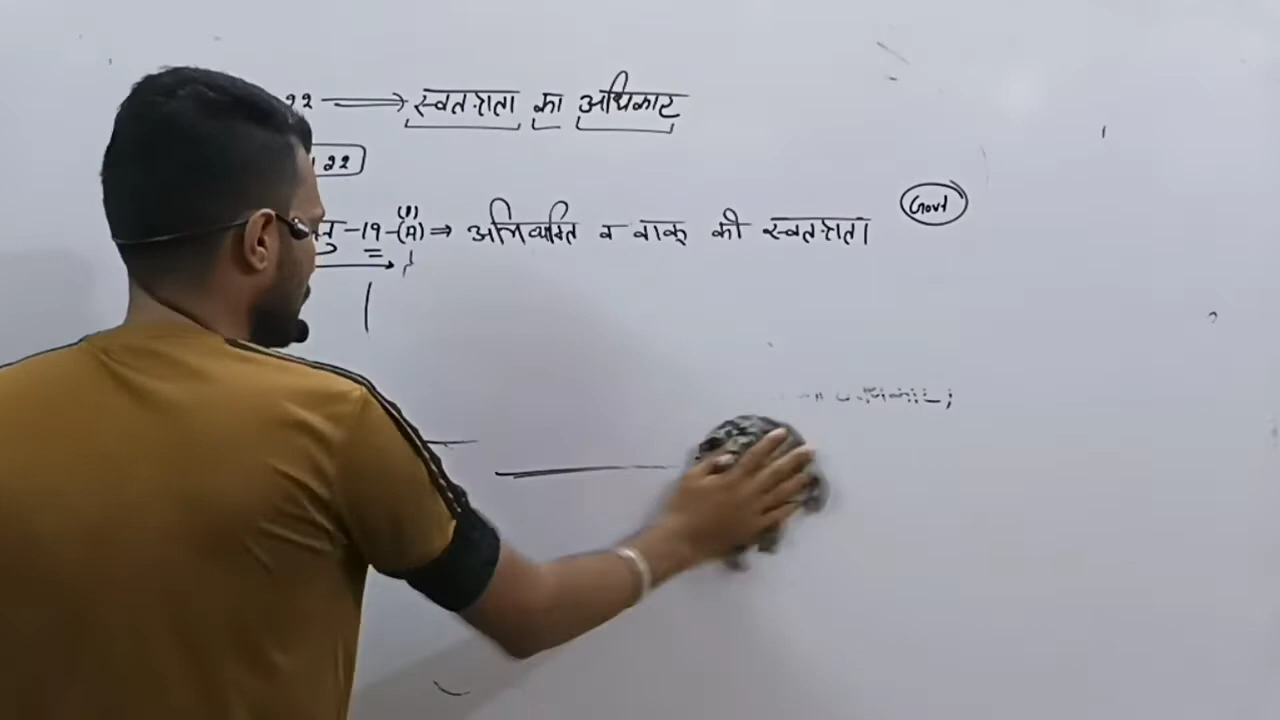 22 ⟶ स्वतंत्रता का अधिकार
22
Govt
-19-(A)(1) ⇒ अभिव्यक्ति व वाक् की स्वतंत्रता